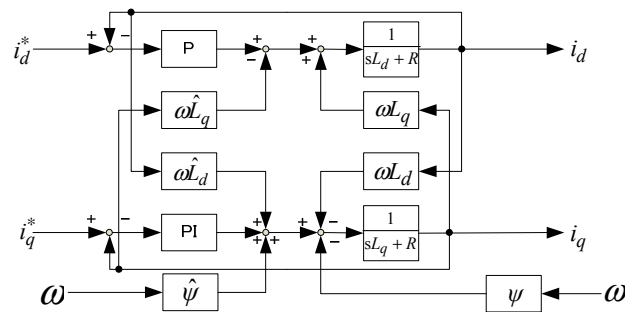 i_d^* + − P + − + + 1/(sL_d + R) i_d
ωL̂_q ωL_q
ωL̂_d ωL_d
i_q^* + − PI + + + + − − 1/(sL_q + R) i_q
ω ψ̂ ψ ω